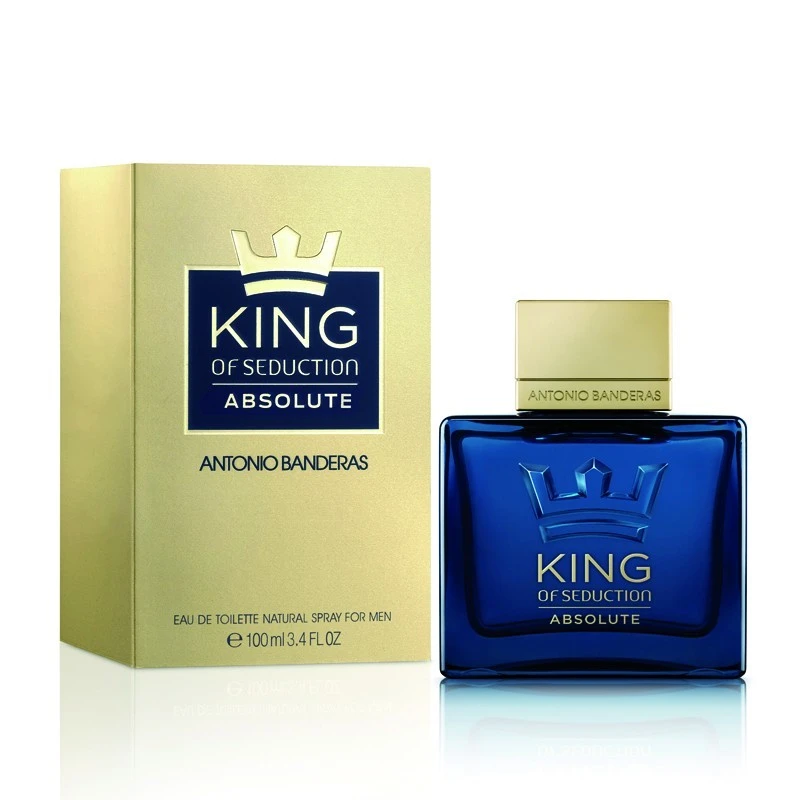 KING
OF SEDUCTION
ABSOLUTE
ANTONIO BANDERAS
EAU DE TOILETTE NATURAL SPRAY FOR MEN
℮ 100 ml 3.4 FL OZ
ANTONIO BANDERAS
KING
OF SEDUCTION
ABSOLUTE